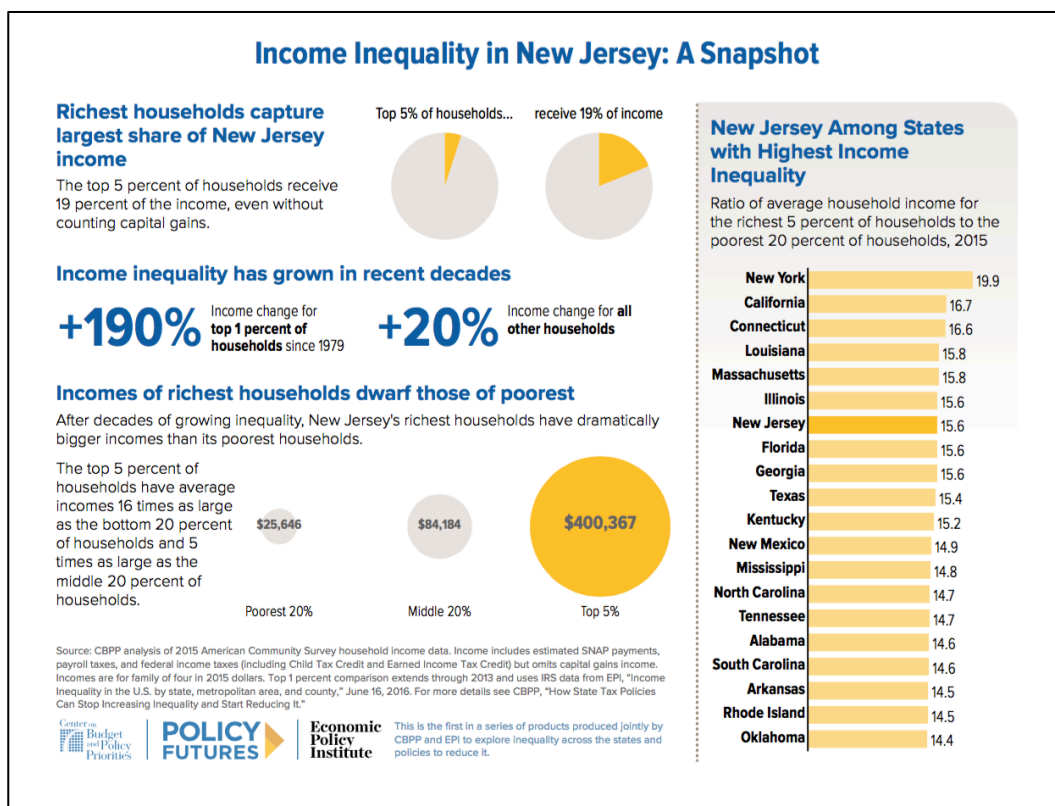 Income Inequality in New Jersey: A Snapshot
Richest households capture
largest share of New Jersey
income
The top 5 percent of households receive
19 percent of the income, even without
counting capital gains.
Top 5% of households...
receive 19% of income
Income inequality has grown in recent decades
+190%
Income change for
top 1 percent of
households since 1979
+20%
Income change for all
other households
Incomes of richest households dwarf those of poorest
After decades of growing inequality, New Jersey's richest households have dramatically
bigger incomes than its poorest households.
The top 5 percent of
households have average
incomes 16 times as large
as the bottom 20 percent
of households and 5
times as large as the
middle 20 percent of
households.
$25,646
$84,184
$400,367
Poorest 20%
Middle 20%
Top 5%
New Jersey Among States
with Highest Income
Inequality
Ratio of average household income for
the richest 5 percent of households to the
poorest 20 percent of households, 2015
New York 19.9
California 16.7
Connecticut 16.6
Louisiana 15.8
Massachusetts 15.8
Illinois 15.6
New Jersey 15.6
Florida 15.6
Georgia 15.6
Texas 15.4
Kentucky 15.2
New Mexico 14.9
Mississippi 14.8
North Carolina 14.7
Tennessee 14.7
Alabama 14.6
South Carolina 14.6
Arkansas 14.5
Rhode Island 14.5
Oklahoma 14.4
Source: CBPP analysis of 2015 American Community Survey household income data. Income includes estimated SNAP payments,
payroll taxes, and federal income taxes (including Child Tax Credit and Earned Income Tax Credit) but omits capital gains income.
Incomes are for family of four in 2015 dollars. Top 1 percent comparison extends through 2013 and uses IRS data from EPI, "Income
Inequality in the U.S. by state, metropolitan area, and county," June 16, 2016. For more details see CBPP, "How State Tax Policies
Can Stop Increasing Inequality and Start Reducing It."
Center on
Budget
and Policy
Priorities
POLICY
FUTURES
Economic
Policy
Institute
This is the first in a series of products produced jointly by
CBPP and EPI to explore inequality across the states and
policies to reduce it.